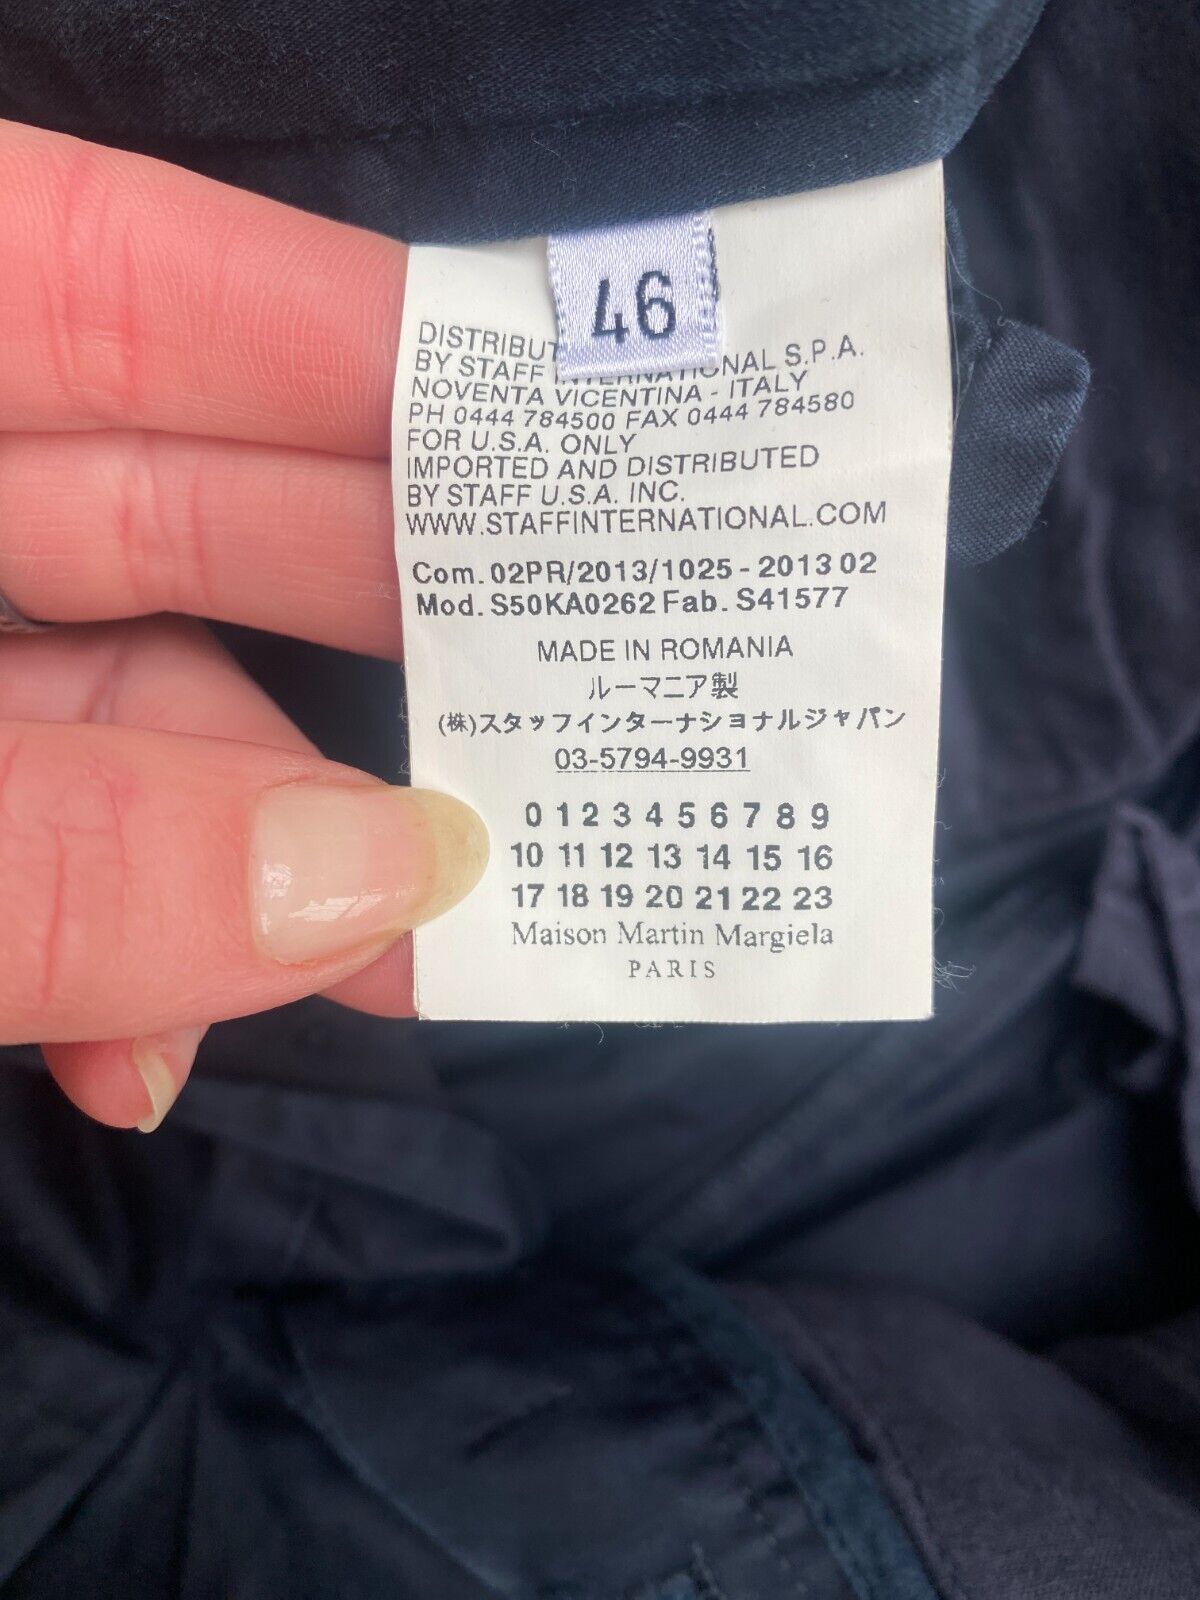 46
DISTRIBUT
BY STAFF INTERNATIONAL S.P.A.
NOVENTA VICENTINA - ITALY
PH 0444 784500 FAX 0444 784580
FOR U.S.A. ONLY
IMPORTED AND DISTRIBUTED
BY STAFF U.S.A. INC.
WWW.STAFFINTERNATIONAL.COM
Com. 02PR/2013/1025 - 2013 02
Mod. S50KA0262 Fab. S41577
MADE IN ROMANIA
ルーマニア製
(株)スタッフインターナショナルジャパン
03-5794-9931
0 1 2 3 4 5 6 7 8 9
10 11 12 13 14 15 16
17 18 19 20 21 22 23
Maison Martin Margiela
PARIS